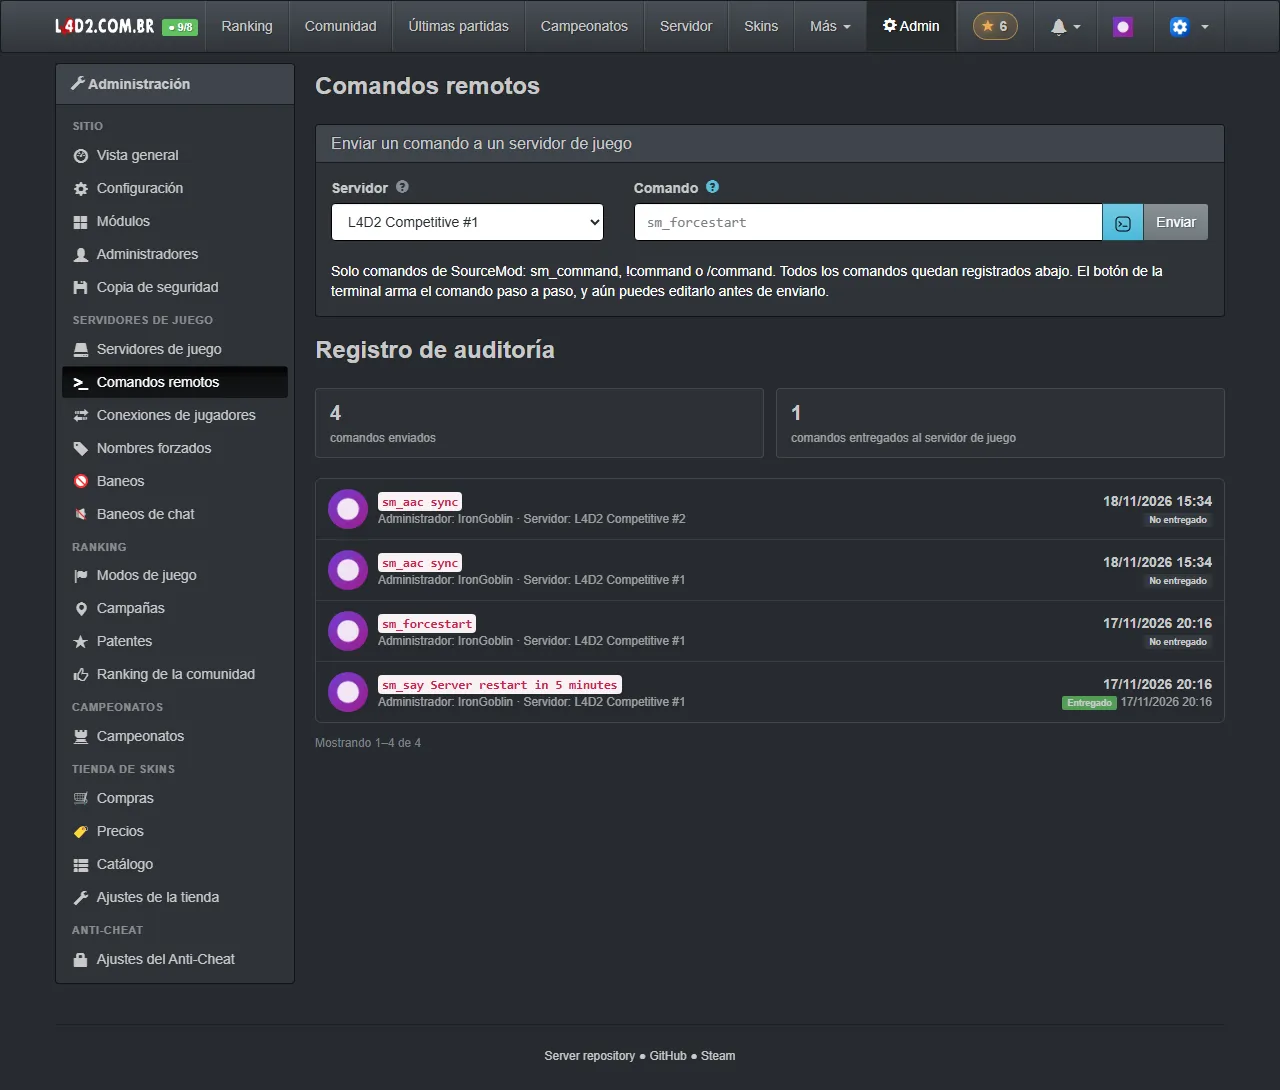 L4D2.COM.BR
● 9/8
Ranking
Comunidad
Últimas partidas
Campeonatos
Servidor
Skins
Más
Admin
★ 6
Administración
SITIO
Vista general
Configuración
Módulos
Administradores
Copia de seguridad
SERVIDORES DE JUEGO
Servidores de juego
Comandos remotos
Conexiones de jugadores
Nombres forzados
Baneos
Baneos de chat
RANKING
Modos de juego
Campañas
Patentes
Ranking de la comunidad
CAMPEONATOS
Campeonatos
TIENDA DE SKINS
Compras
Precios
Catálogo
Ajustes de la tienda
ANTI-CHEAT
Ajustes del Anti-Cheat
Comandos remotos
Enviar un comando a un servidor de juego
Servidor ?
Comando ?
L4D2 Competitive #1
sm_forcestart
Enviar
Solo comandos de SourceMod: sm_command, !command o /command. Todos los comandos quedan registrados abajo. El botón de la
terminal arma el comando paso a paso, y aún puedes editarlo antes de enviarlo.
Registro de auditoría
4
comandos enviados
1
comandos entregados al servidor de juego
sm_aac sync
Administrador: IronGoblin · Servidor: L4D2 Competitive #2
18/11/2026 15:34
No entregado
sm_aac sync
Administrador: IronGoblin · Servidor: L4D2 Competitive #1
18/11/2026 15:34
No entregado
sm_forcestart
Administrador: IronGoblin · Servidor: L4D2 Competitive #1
17/11/2026 20:16
No entregado
sm_say Server restart in 5 minutes
Administrador: IronGoblin · Servidor: L4D2 Competitive #1
17/11/2026 20:16
Entregado 17/11/2026 20:16
Mostrando 1–4 de 4
Server repository ● GitHub ● Steam